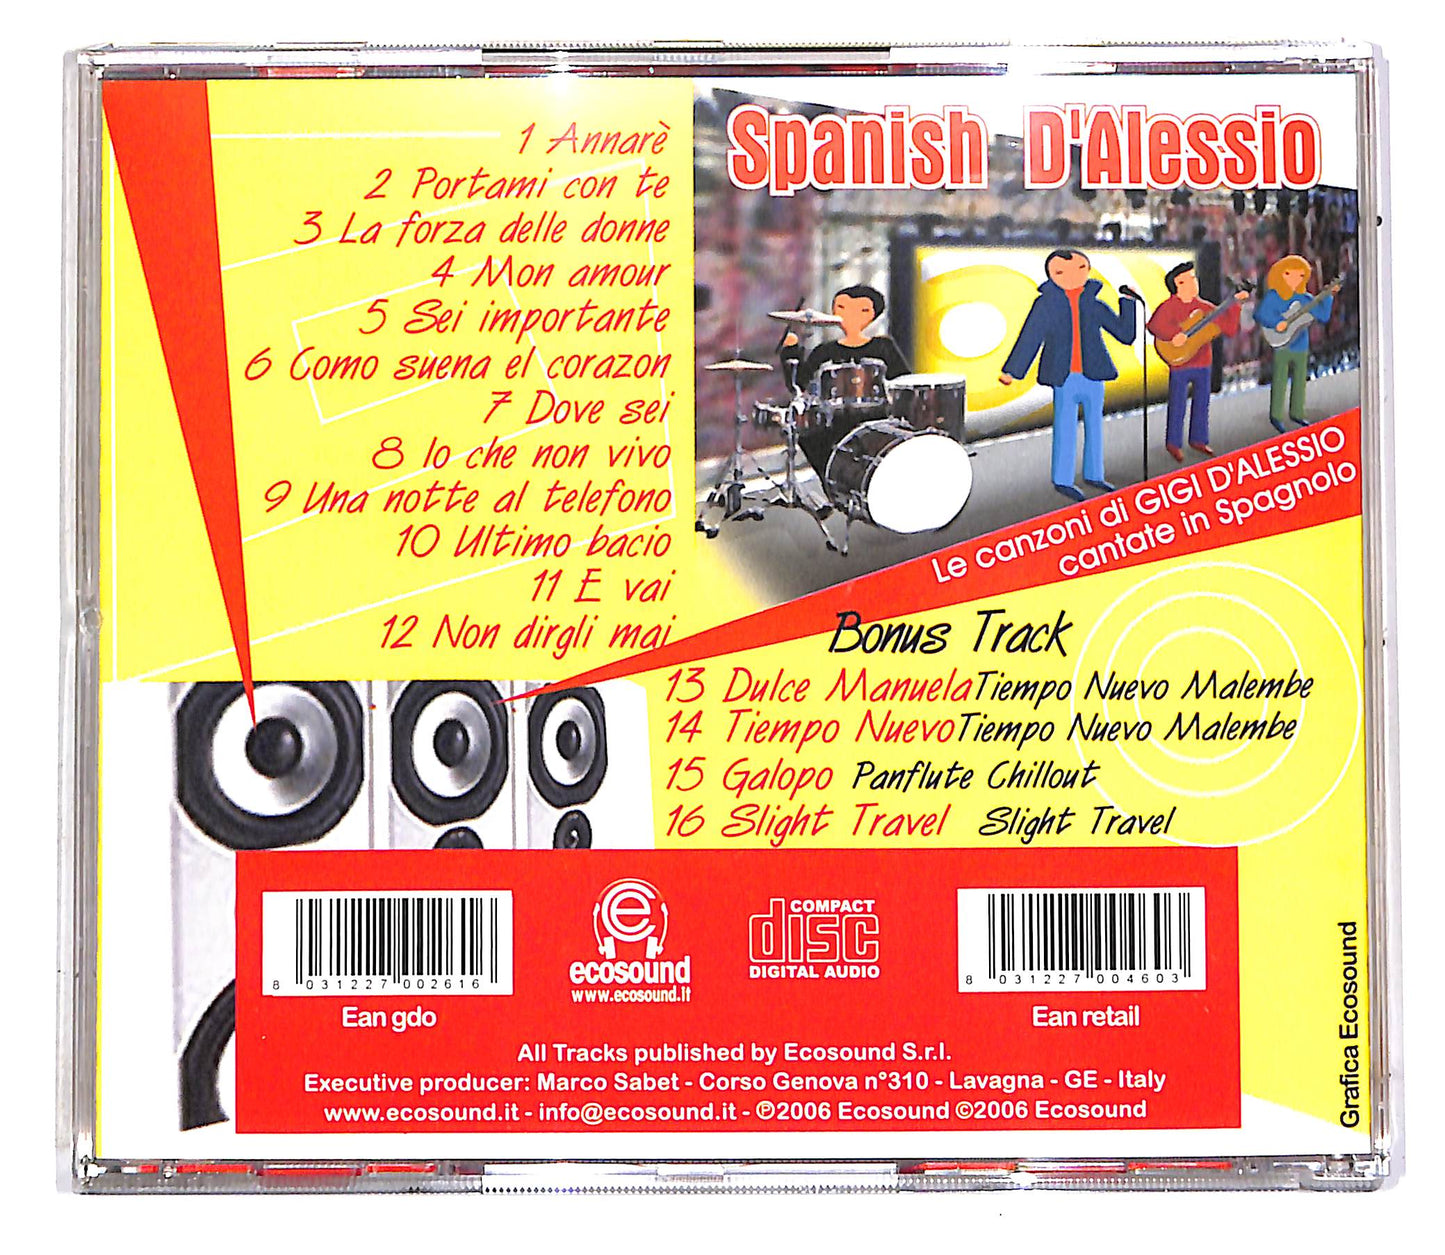 1 Annarè
2 Portami con te
3 La forza delle donne
4 Mon amour
5 Sei importante
6 Como suena el corazon
7 Dove sei
8 Io che non vivo
9 Una notte al telefono
10 Ultimo bacio
11 E vai
12 Non dirgli mai
Spanish D'Alessio
Le canzoni di GIGI D'ALESSIO
cantate in Spagnolo
Bonus Track
13 Dulce Manuela Tiempo Nuevo Malembe
14 Tiempo Nuevo Tiempo Nuevo Malembe
15 Galopo Panflute Chillout
16 Slight Travel Slight Travel
8 031227 002616
Ean gdo
e
ecosound
www.ecosound.it
COMPACT
disc
DIGITAL AUDIO
8 031227 004603
Ean retail
All Tracks published by Ecosound S.r.l.
Executive producer: Marco Sabet - Corso Genova n°310 - Lavagna - GE - Italy
www.ecosound.it - info@ecosound.it - ℗2006 Ecosound ©2006 Ecosound
Grafica Ecosound